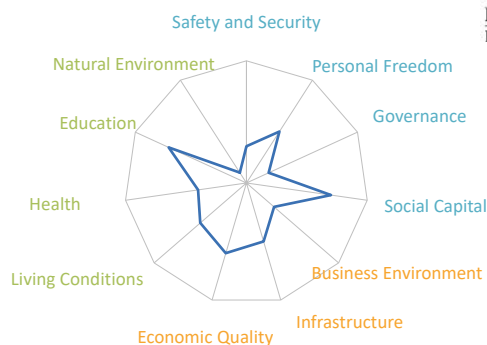 Safety and Security
Natural Environment
Personal Freedom
Education
Governance
Health
Social Capital
Living Conditions
Business Environment
Economic Quality
Infrastructure